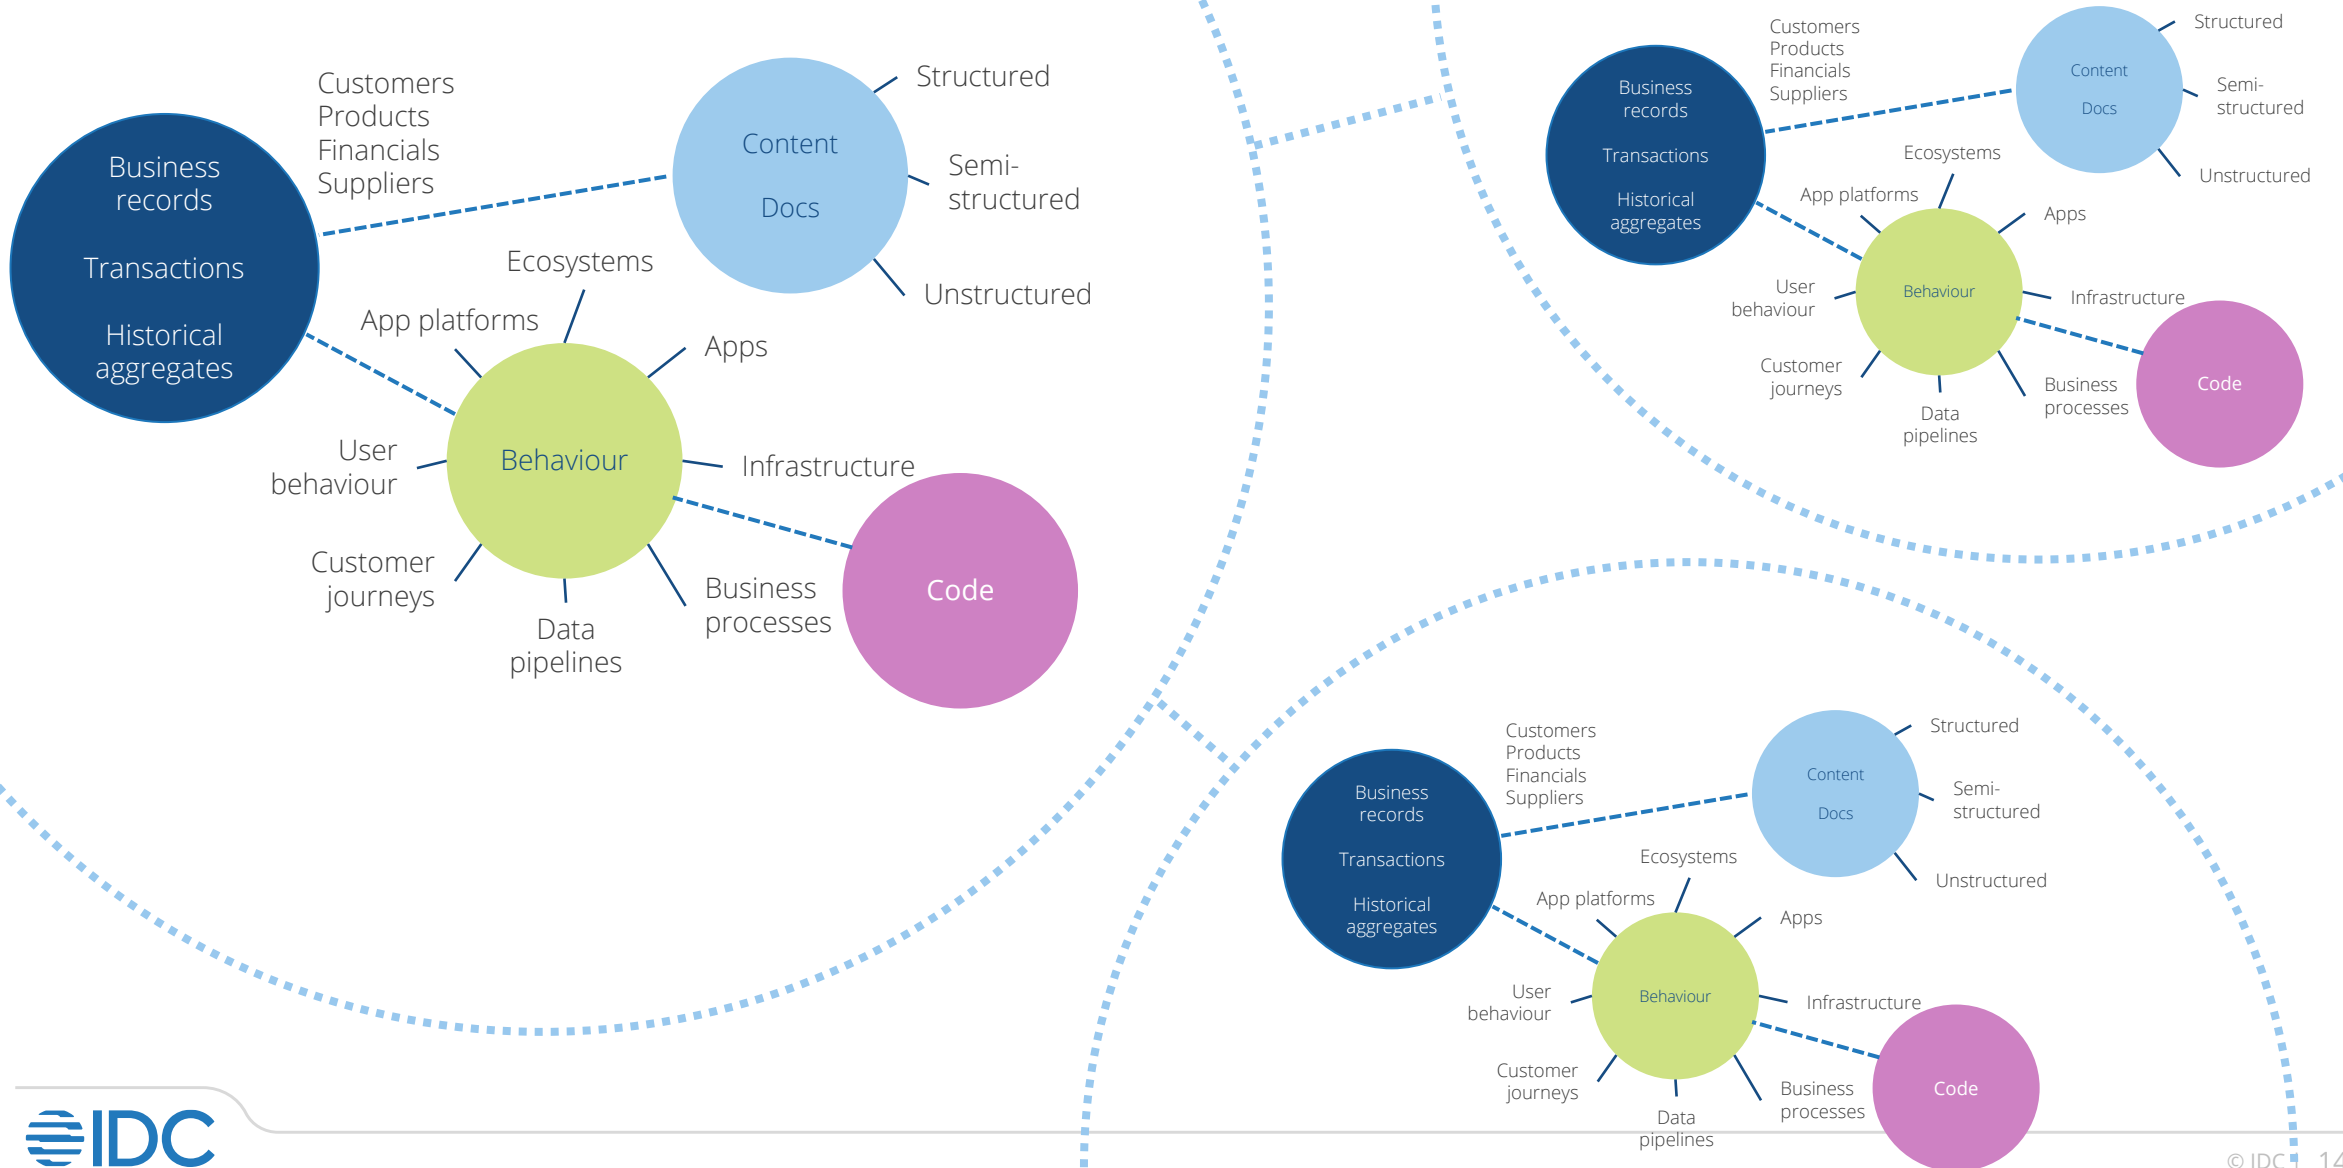 Customers
Products
Financials
Suppliers
Business
records
Transactions
Historical
aggregates
Content
Docs
Structured
Semi-
structured
Unstructured
Ecosystems
App platforms
Apps
User
behaviour
Behaviour
Infrastructure
Customer
journeys
Data
pipelines
Business
processes
Code
Customers
Products
Financials
Suppliers
Business
records
Transactions
Historical
aggregates
Content
Docs
Structured
Semi-
structured
Unstructured
Ecosystems
App platforms
Apps
User
behaviour
Behaviour
Infrastructure
Customer
journeys
Data
pipelines
Business
processes
Code
Customers
Products
Financials
Suppliers
Business
records
Transactions
Historical
aggregates
Content
Docs
Structured
Semi-
structured
Unstructured
Ecosystems
App platforms
Apps
User
behaviour
Behaviour
Infrastructure
Customer
journeys
Data
pipelines
Business
processes
Code
IDC
© IDC | 14